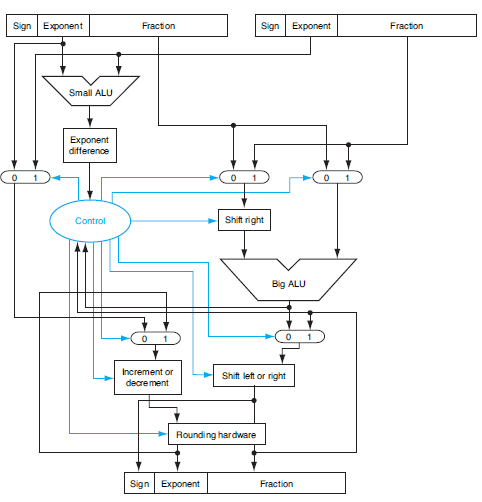 Sign Exponent Fraction Sign Exponent Fraction
Small ALU
Exponent
difference
0 1 0 1 0 1
Control
Shift right
Big ALU
0 1 0 1
Increment or
decrement
Shift left or right
Rounding hardware
Sign Exponent Fraction